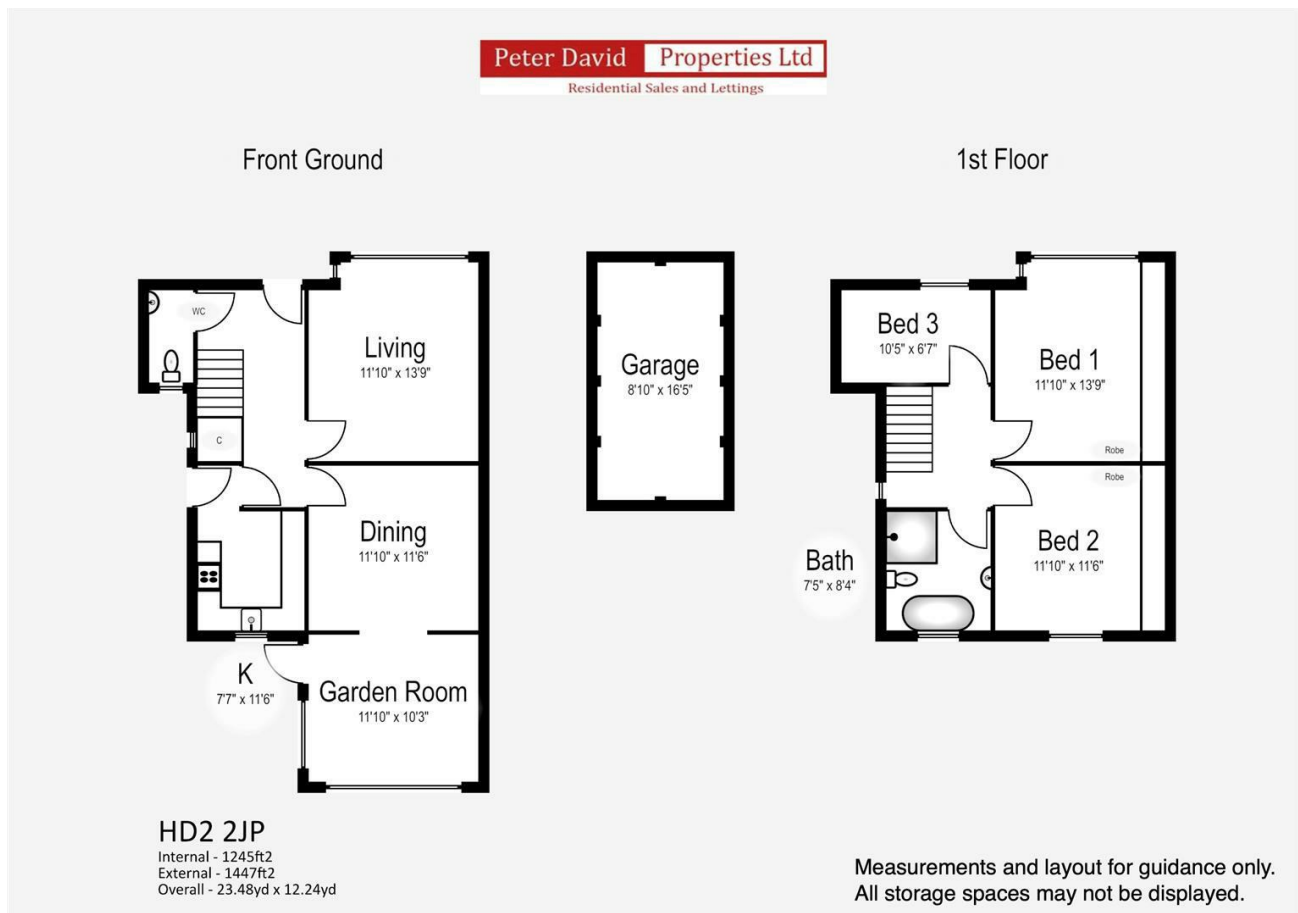 Peter David Properties Ltd
Residential Sales and Lettings
Front Ground
1st Floor
WC
Living
11'10" x 13'9"
C
Dining
11'10" x 11'6"
K
7'7" x 11'6"
Garden Room
11'10" x 10'3"
Garage
8'10" x 16'5"
Bed 3
10'5" x 6'7"
Bed 1
11'10" x 13'9"
Robe
Robe
Bed 2
11'10" x 11'6"
Bath
7'5" x 8'4"
HD2 2JP
Internal - 1245ft2
External - 1447ft2
Overall - 23.48yd x 12.24yd
Measurements and layout for guidance only.
All storage spaces may not be displayed.